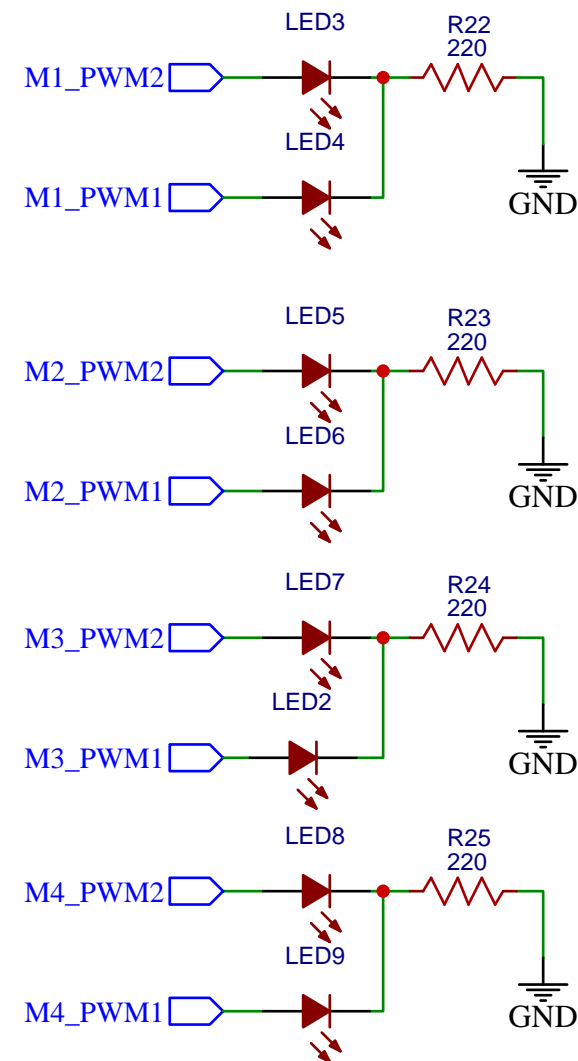 LED3
R22
220
M1_PWM2
LED4
M1_PWM1
GND
LED5
R23
220
M2_PWM2
LED6
M2_PWM1
GND
LED7
R24
220
M3_PWM2
LED2
M3_PWM1
GND
LED8
R25
220
M4_PWM2
LED9
M4_PWM1
GND